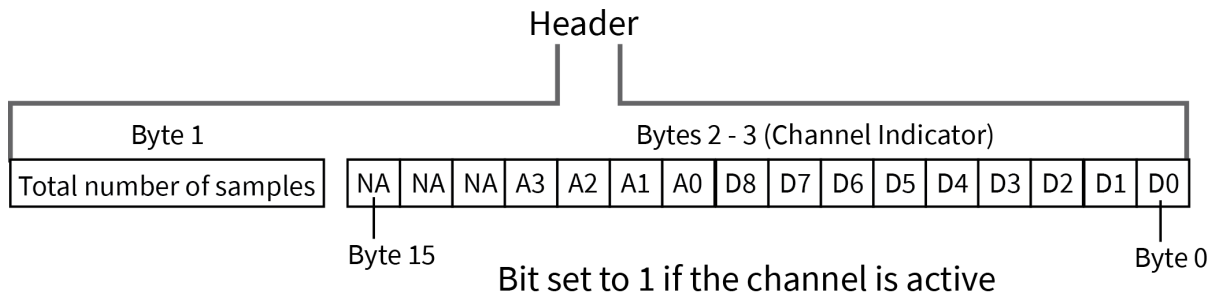 Header
Byte 1
Bytes 2 - 3 (Channel Indicator)
Total number of samples
NA NA NA A3 A2 A1 A0 D8 D7 D6 D5 D4 D3 D2 D1 D0
Byte 15
Byte 0
Bit set to 1 if the channel is active